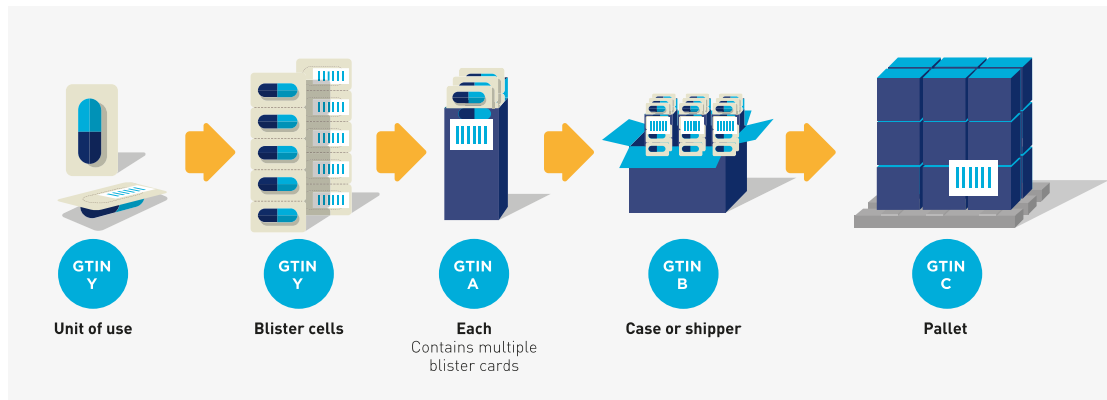 GTIN
Y
Unit of use
GTIN
Y
Blister cells
GTIN
A
Each
Contains multiple
blister cards
GTIN
B
Case or shipper
GTIN
C
Pallet